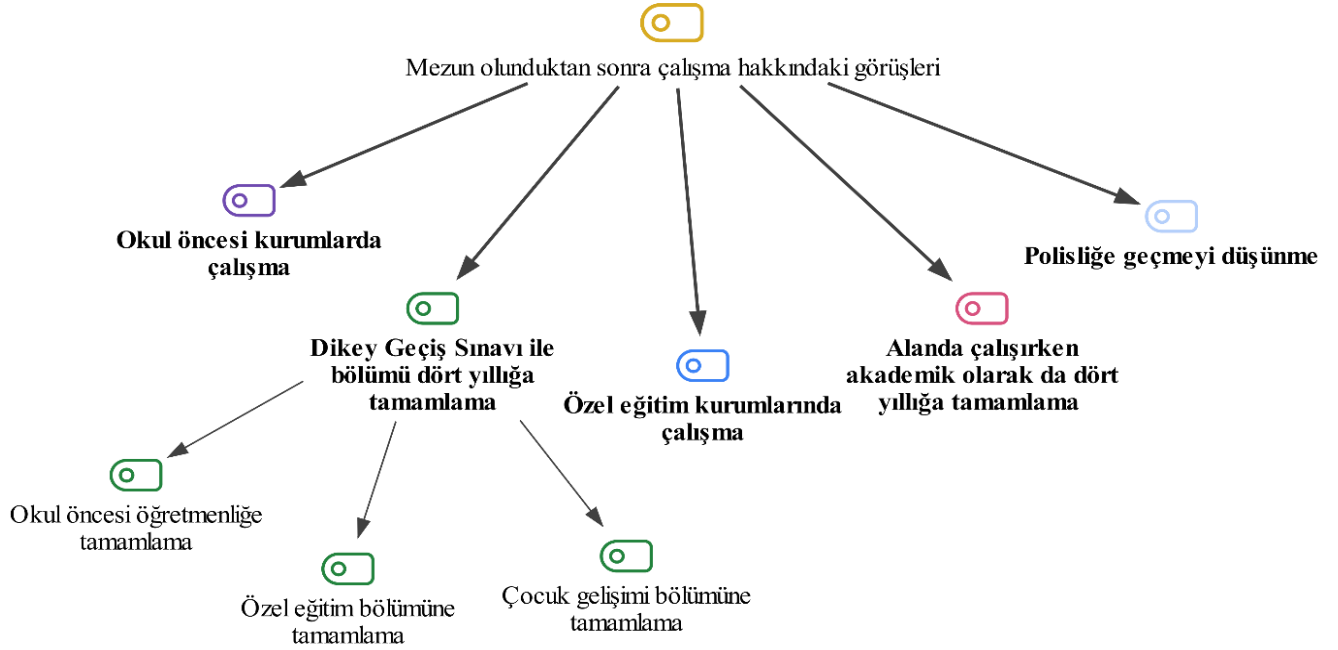 Mezun olunduktan sonra çalışma hakkındaki görüşleri
Okul öncesi kurumlarda
çalışma
Polisliğe geçmeyi düşünme
Dikey Geçiş Sınavı ile
bölümü dört yıllığa
tamamlama
Alanda çalışırken
akademik olarak da dört
yıllığa tamamlama
Özel eğitim kurumlarında
çalışma
Okul öncesi öğretmenliğe
tamamlama
Özel eğitim bölümüne
tamamlama
Çocuk gelişimi bölümüne
tamamlama